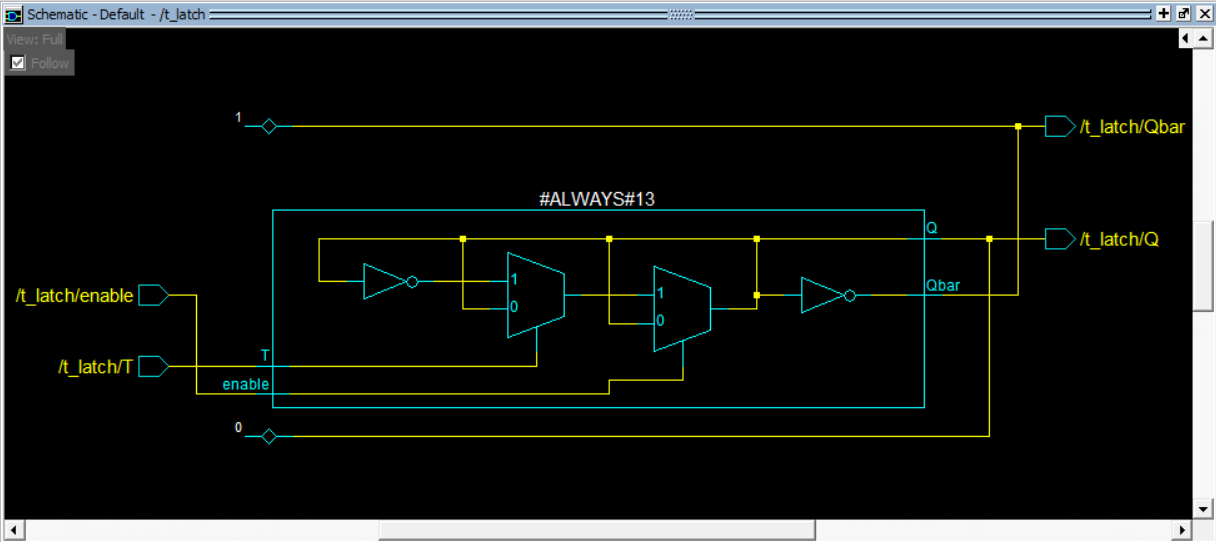 Schematic - Default - /t_latch
View: Full
Follow
1
/t_latch/Qbar
#ALWAYS#13
Q
/t_latch/Q
1
0
1
0
Qbar
/t_latch/enable
/t_latch/T
T
enable
0